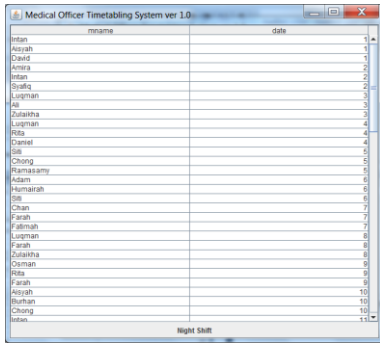 Medical Officer Timetabling System ver 1.0
mname date
Intan 1
Aisyah 1
David 1
Amira 2
Intan 2
Syafiq 2
Luqman 3
Ali 3
Zulaikha 3
Luqman 4
Rita 4
Daniel 4
Siti 5
Chong 5
Ramasamy 5
Adam 6
Humairah 6
Siti 6
Chan 7
Farah 7
Fatimah 7
Luqman 8
Farah 8
Zulaikha 8
Osman 9
Rita 9
Farah 9
Aisyah 10
Burhan 10
Chong 10
Intan 11
Night Shift